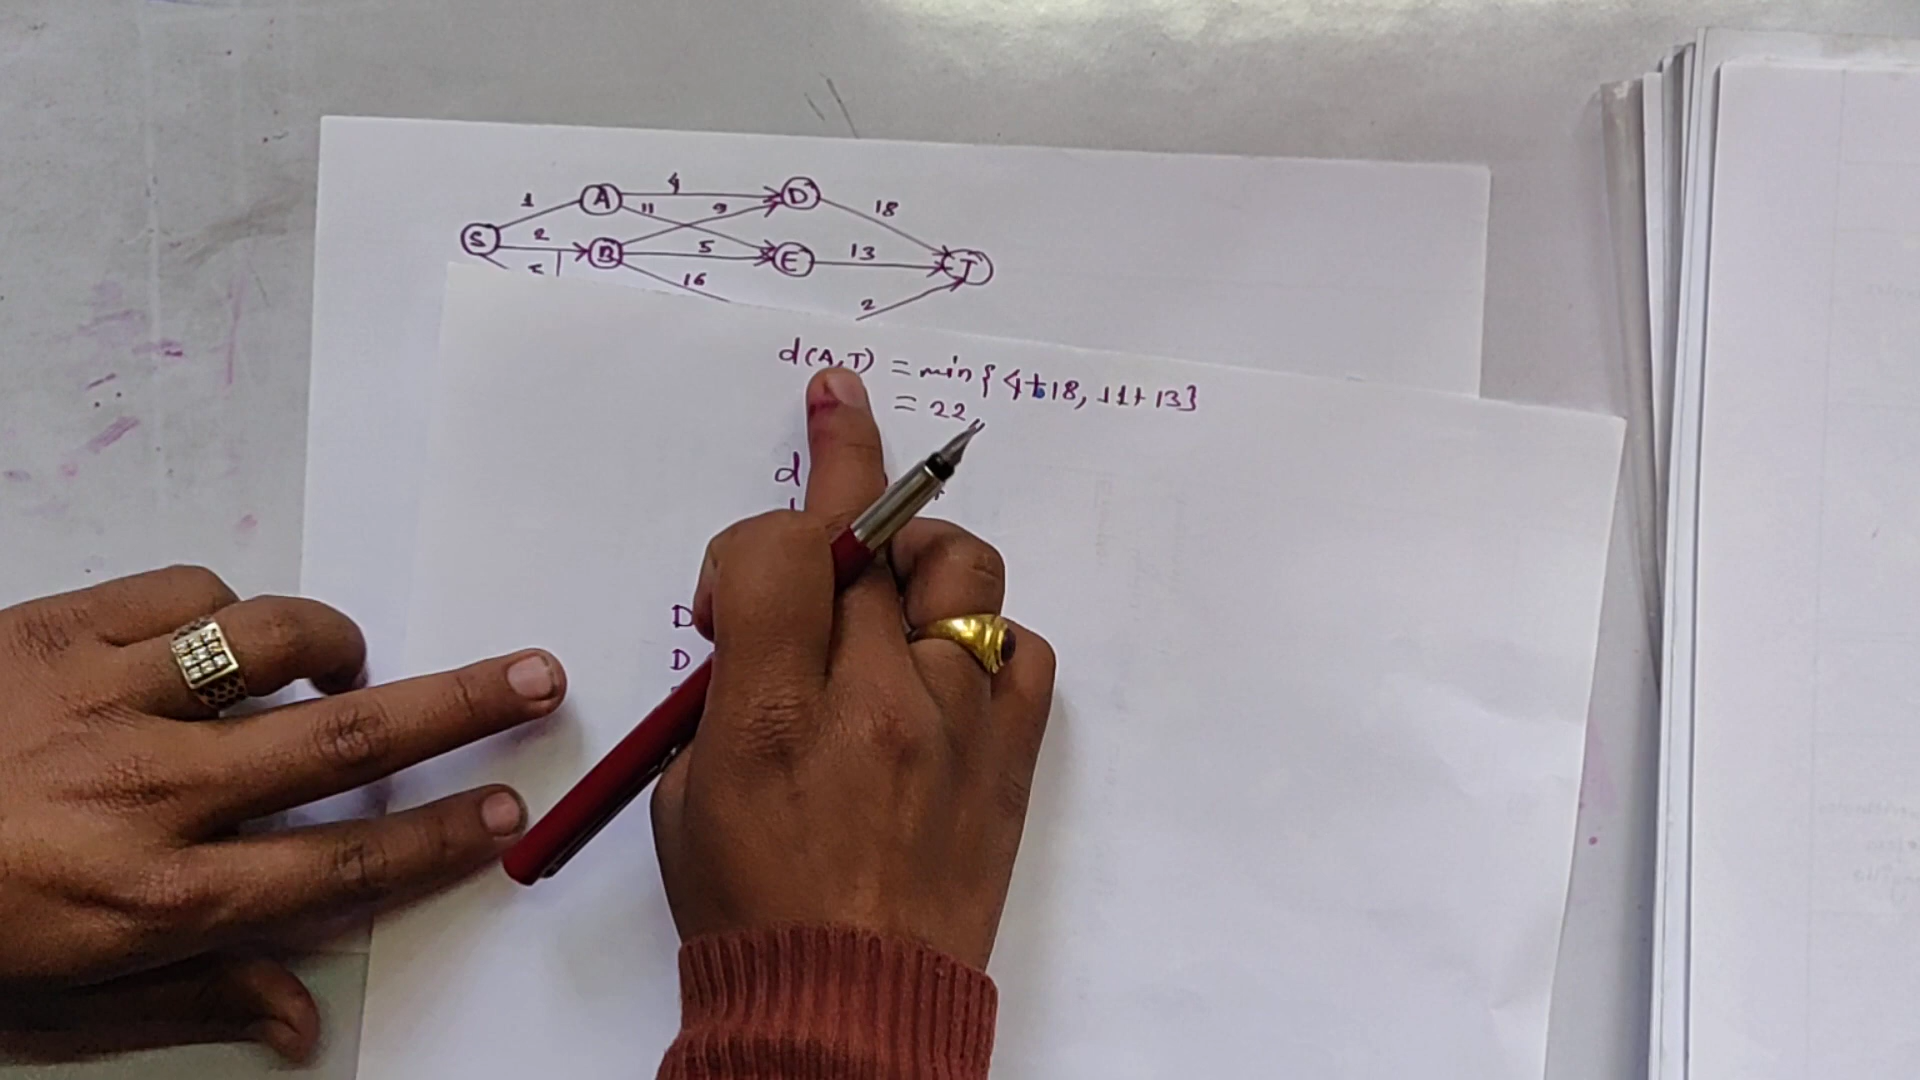 1 A 4 D 18
11 9
S 2 B 5 E 13 T
16 2
d(A,T) = min{4+18, 11+13}
= 22
d
D
D